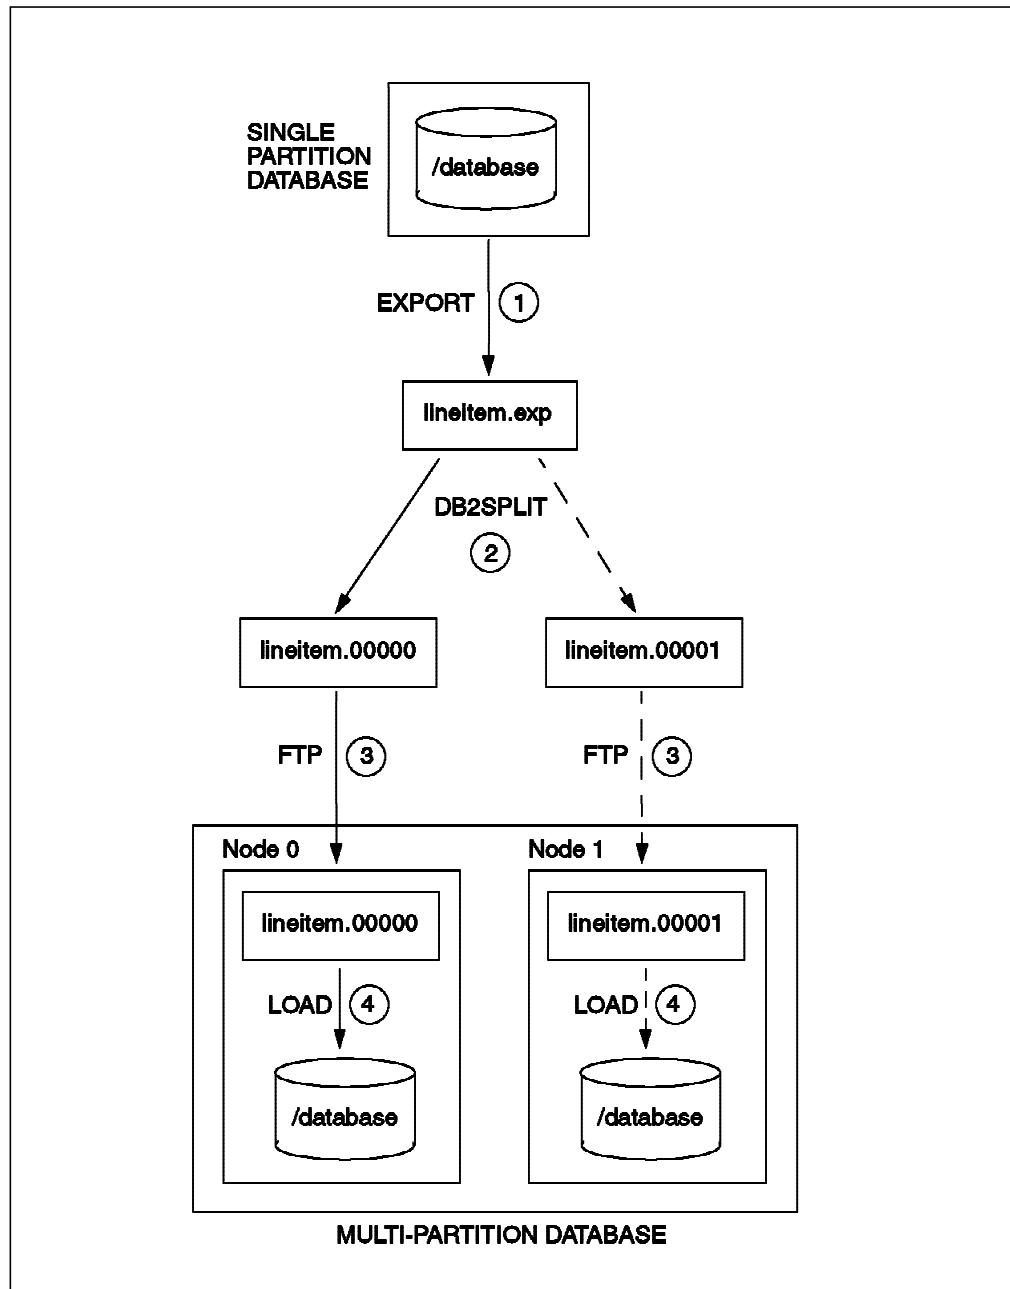 SINGLE
PARTITION
DATABASE
/database
EXPORT 1
lineitem.exp
DB2SPLIT
2
lineitem.00000 lineitem.00001
FTP 3 FTP 3
Node 0 Node 1
lineitem.00000 lineitem.00001
LOAD 4 LOAD 4
/database /database
MULTI-PARTITION DATABASE